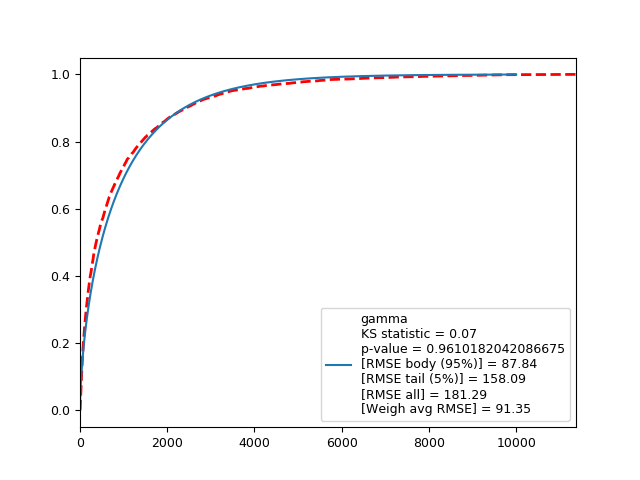 1.0
0.8
0.6
0.4
0.2
0.0
0 2000 4000 6000 8000 10000
gamma
KS statistic = 0.07
p-value = 0.9610182042086675
[RMSE body (95%)] = 87.84
[RMSE tail (5%)] = 158.09
[RMSE all] = 181.29
[Weigh avg RMSE] = 91.35